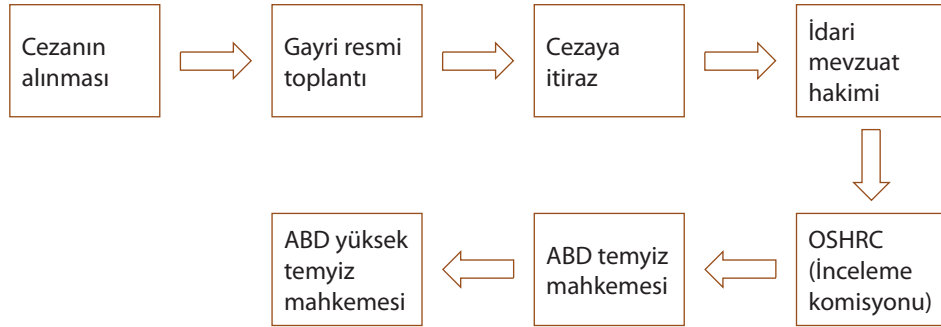 Cezanın
alınması
Gayri resmi
toplantı
Cezaya
itiraz
İdari
mevzuat
hakimi
OSHRC
(İnceleme
komisyonu)
ABD temyiz
mahkemesi
ABD yüksek
temyiz
mahkemesi